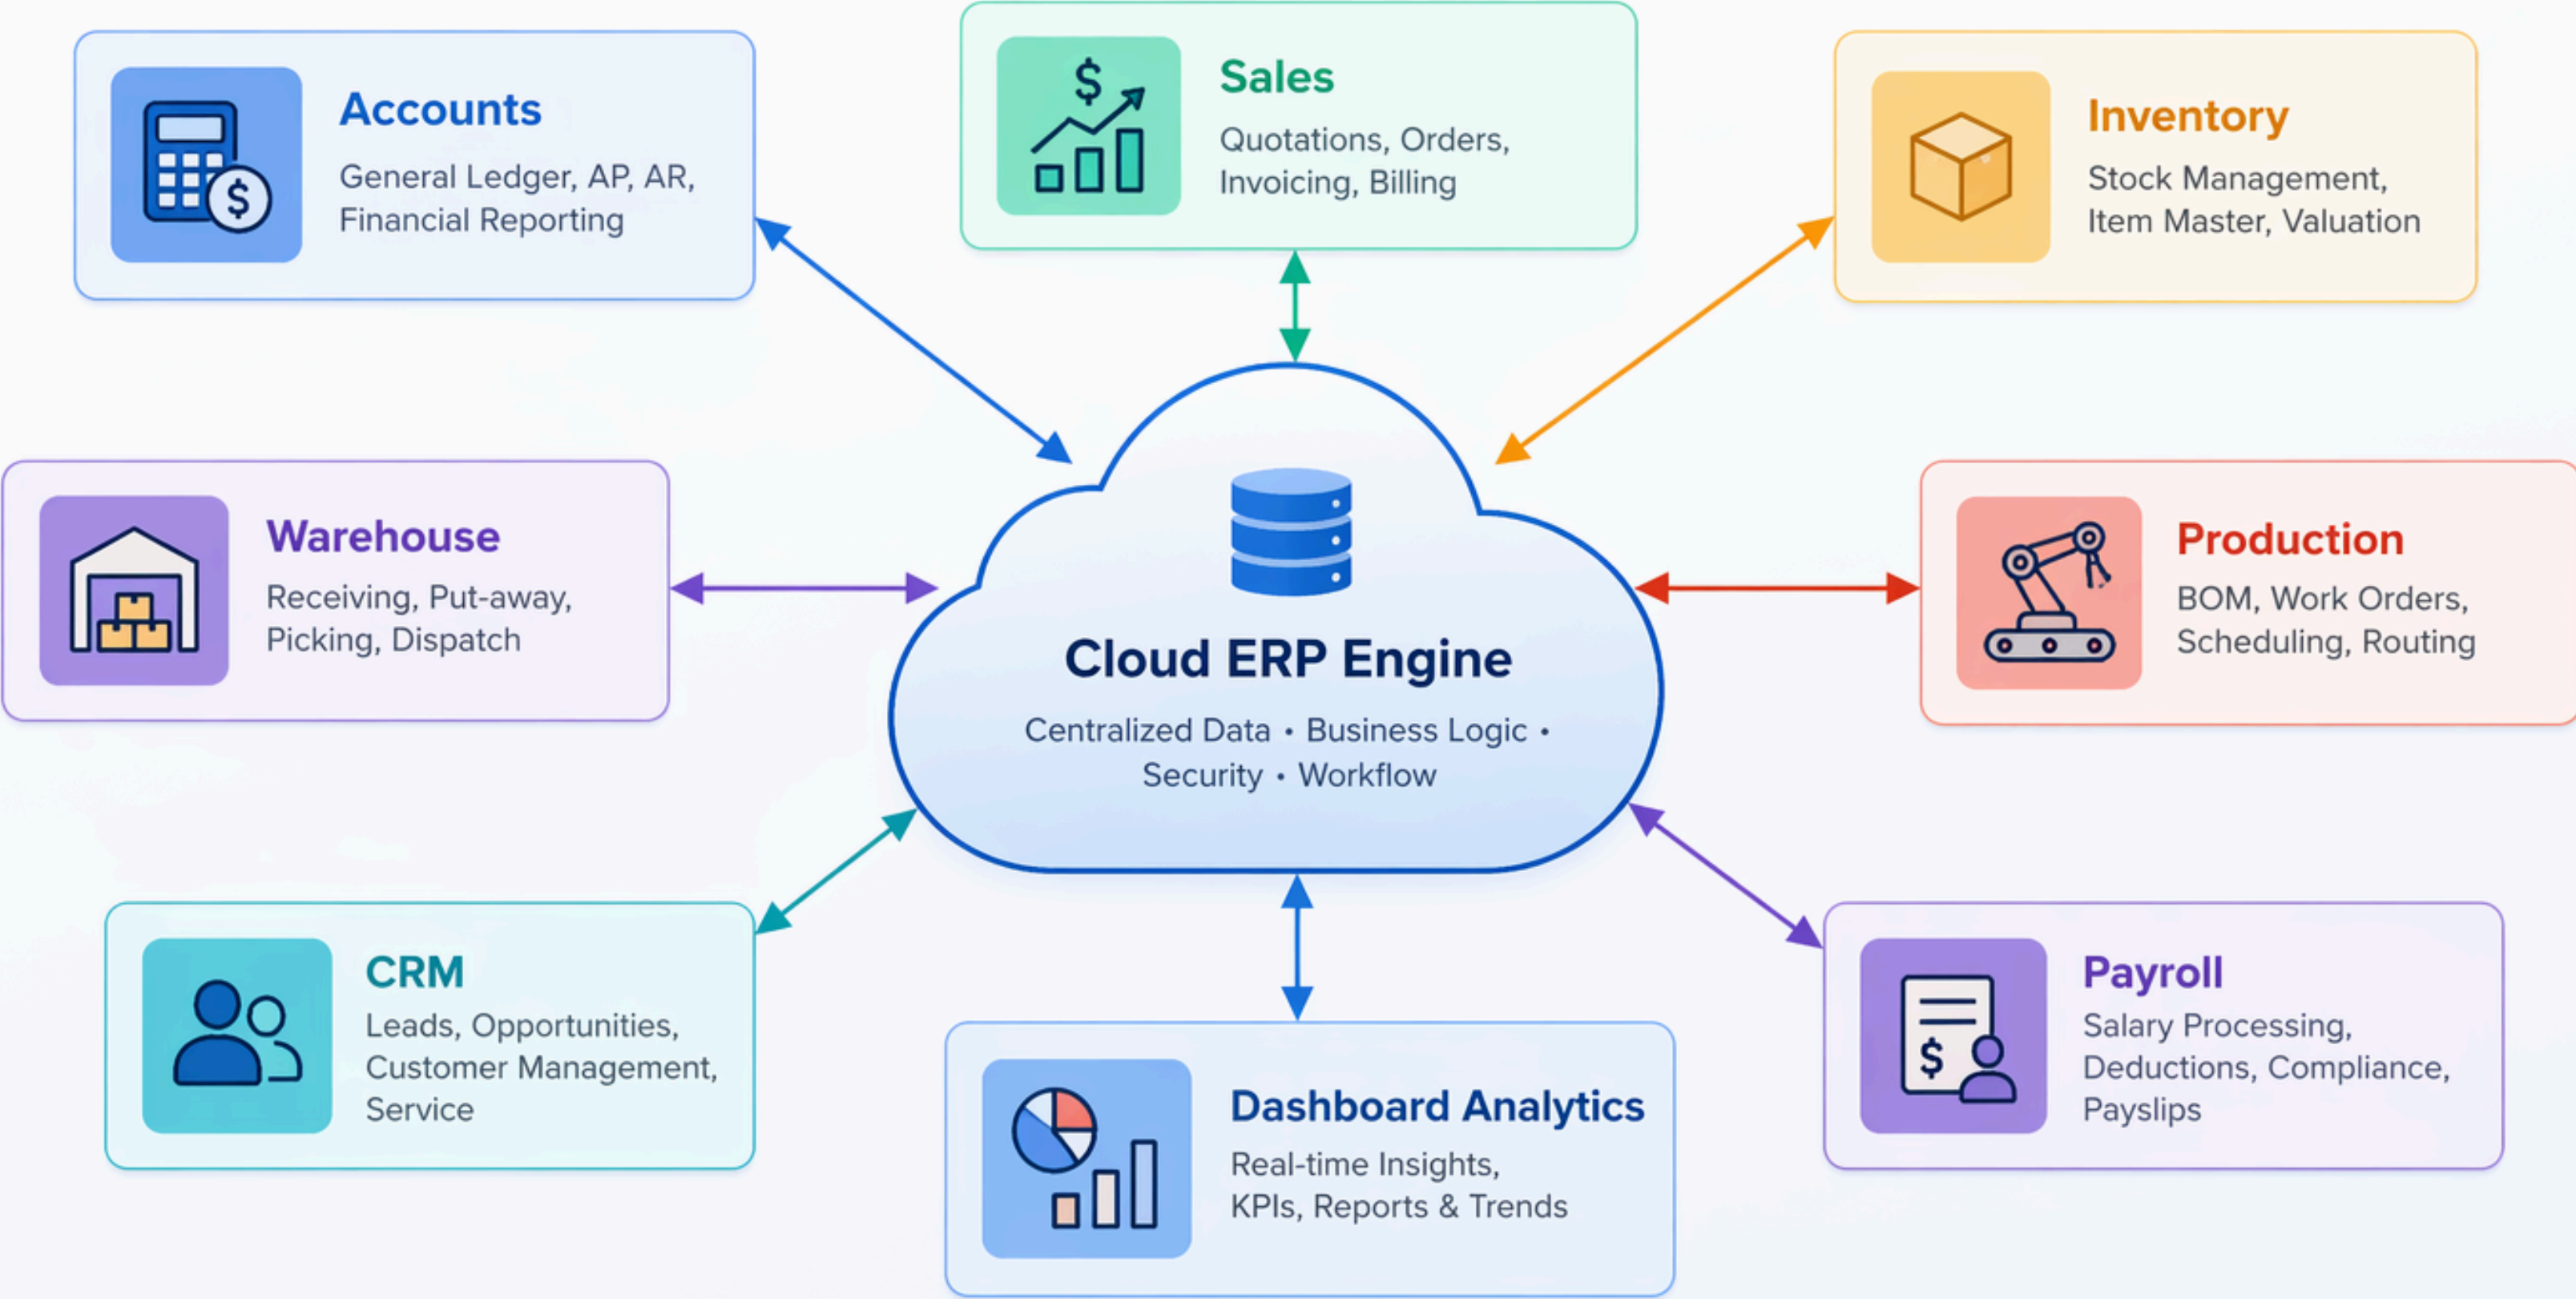 Accounts
General Ledger, AP, AR,
Financial Reporting
$
Sales
Quotations, Orders,
Invoicing, Billing
$
Inventory
Stock Management,
Item Master, Valuation
Warehouse
Receiving, Put-away,
Picking, Dispatch
Cloud ERP Engine
Centralized Data • Business Logic •
Security • Workflow
Production
BOM, Work Orders,
Scheduling, Routing
CRM
Leads, Opportunities,
Customer Management,
Service
Dashboard Analytics
Real-time Insights,
KPIs, Reports & Trends
Payroll
Salary Processing,
Deductions, Compliance,
Payslips
$